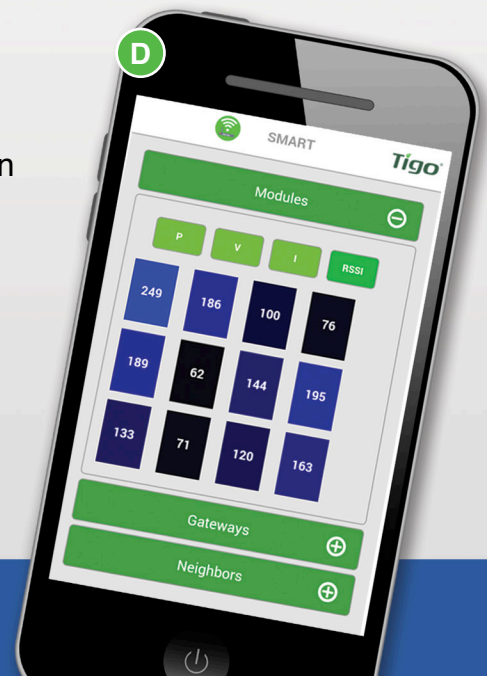 D
n
SMART
Tigo
Modules
P V I RSSI
249 186 100 76
189 62 144 195
133 71 120 163
Gateways
Neighbors